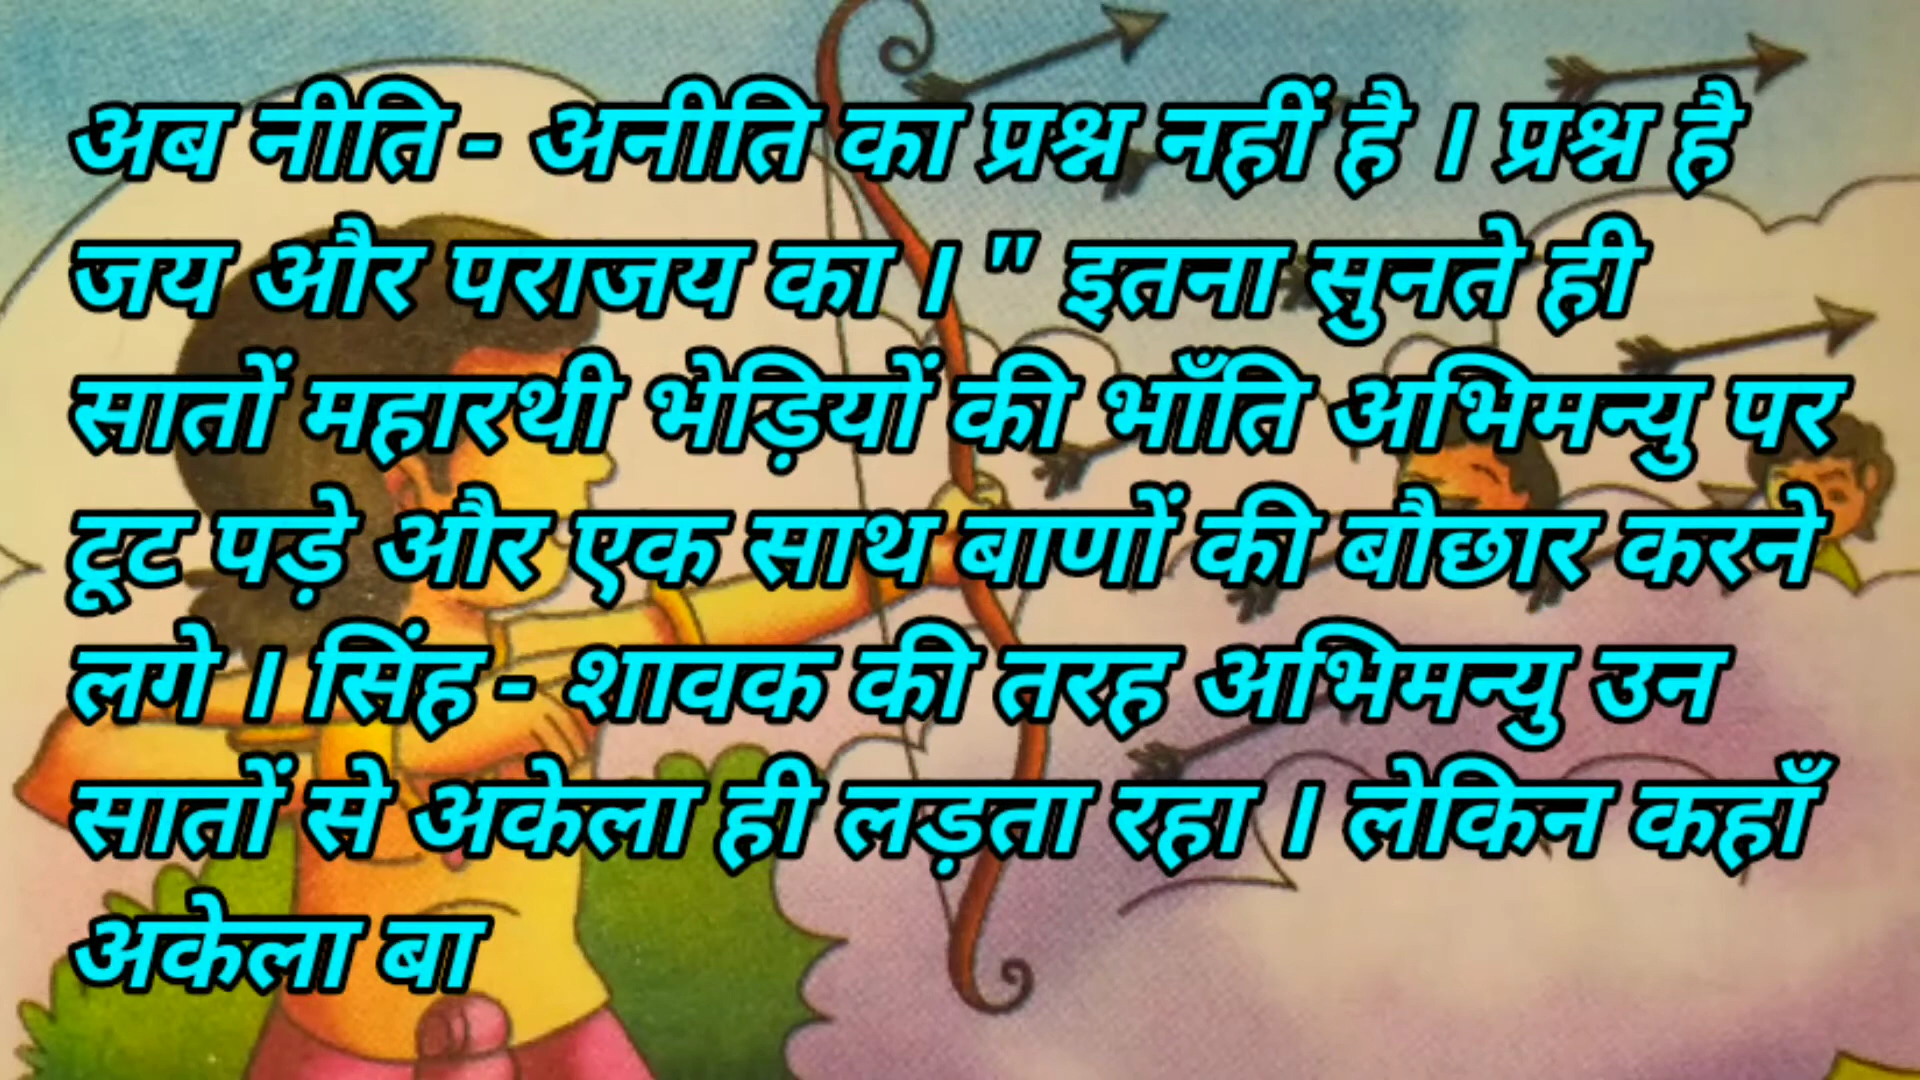 अब नीति - अनीति का प्रश्न नहीं है । प्रश्न है
जय और पराजय का । " इतना सुनते ही
सातों महारथी भेड़ियों की भाँति अभिमन्यु पर
टूट पड़े और एक साथ बाणों की बौछार करने
लगे । सिंह - शावक की तरह अभिमन्यु उन
सातों से अकेला ही लड़ता रहा । लेकिन कहाँ
अकेला बा